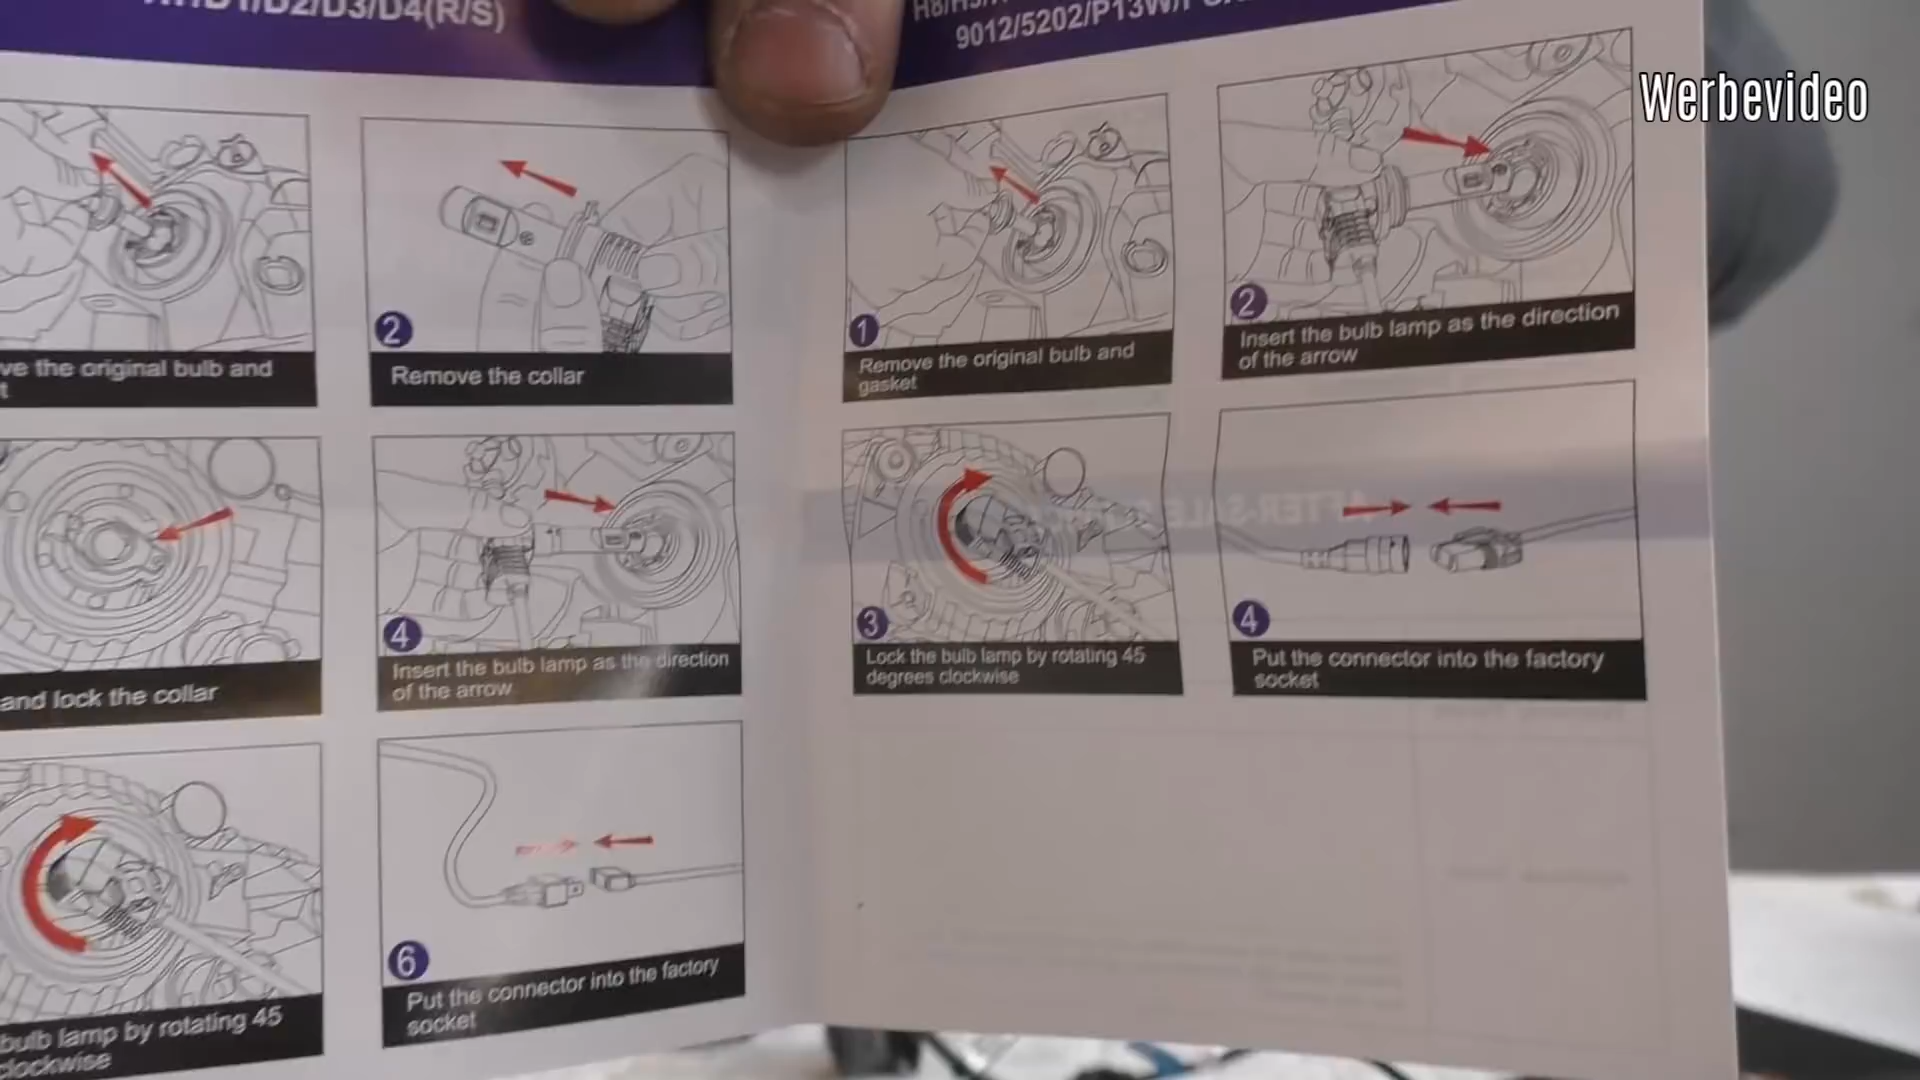 D2/D3/D4(R/S)
9012/5202/P13W/
Werbevideo
ve the original bulb and
t
2
Remove the collar
1
Remove the original bulb and
gasket
2
Insert the bulb lamp as the direction
of the arrow
and lock the collar
4
Insert the bulb lamp as the direction
of the arrow
3
Lock the bulb lamp by rotating 45
degrees clockwise
4
Put the connector into the factory
socket
bulb lamp by rotating 45
clockwise
6
Put the connector into the factory
socket